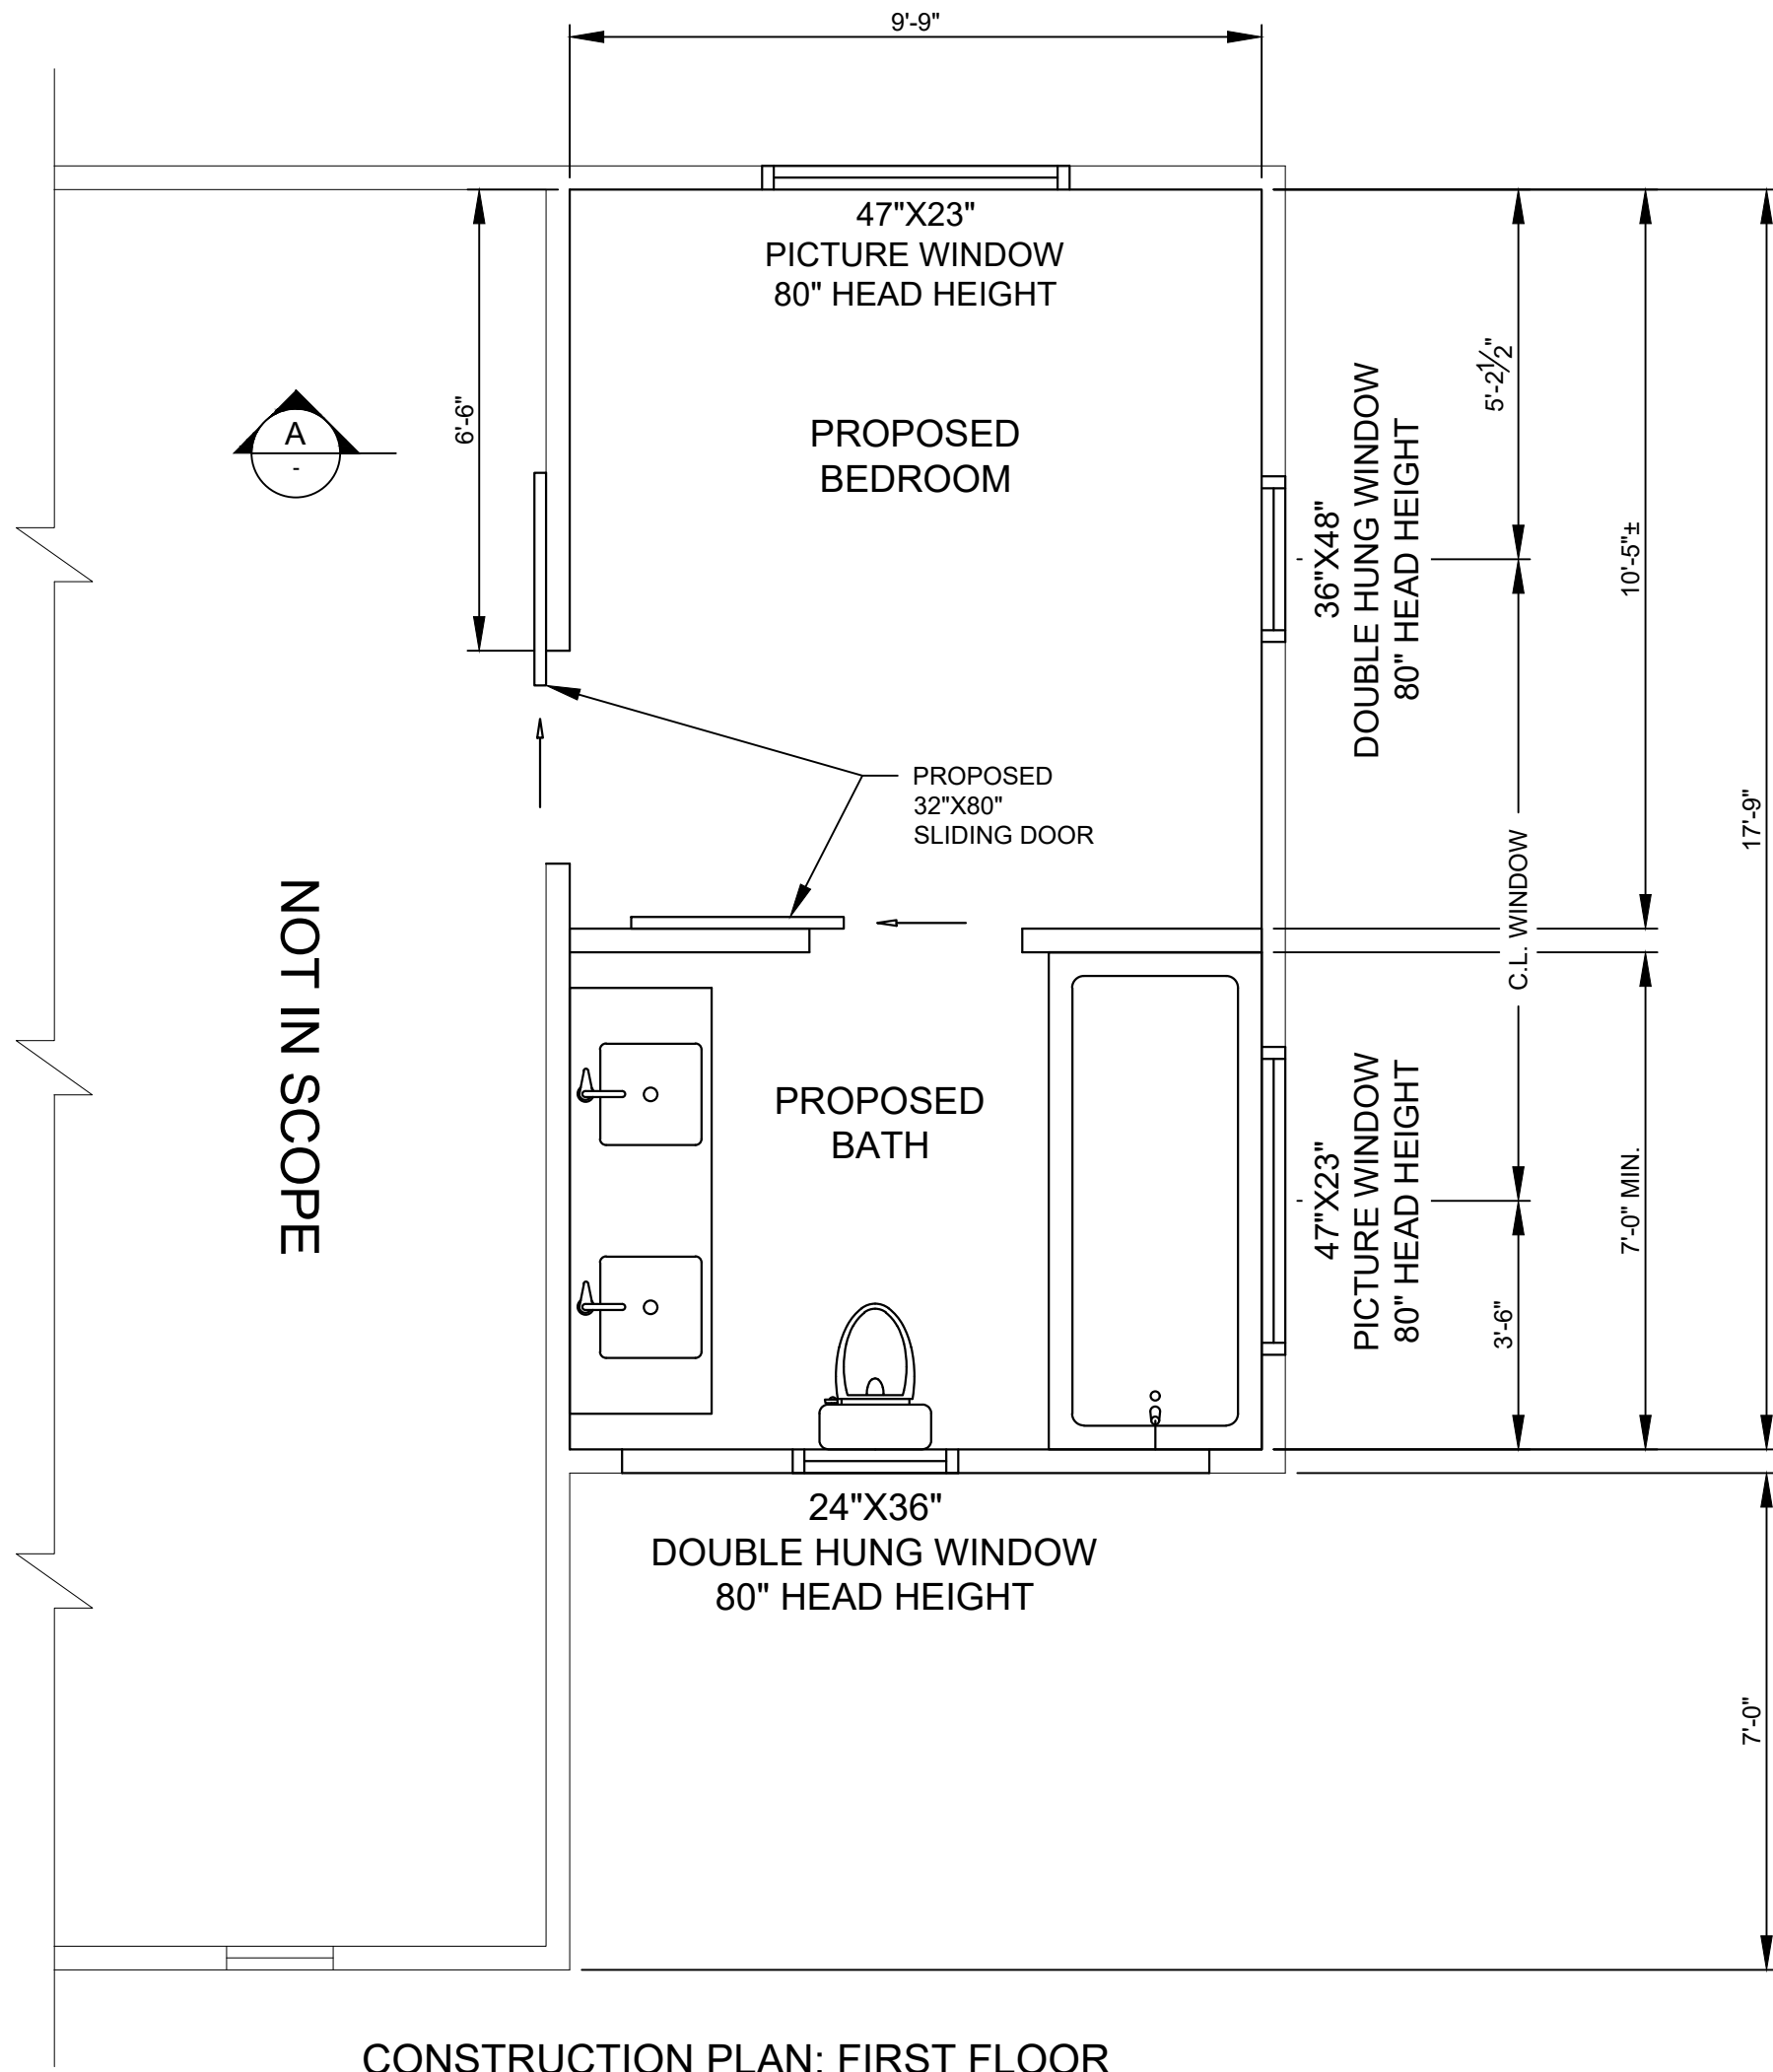 9'-9"
47"X23"
PICTURE WINDOW
80" HEAD HEIGHT
6'-6"
A
-
PROPOSED
BEDROOM
36"X48"
DOUBLE HUNG WINDOW
80" HEAD HEIGHT
5'-2½"
10'-5"±
17'-9"
PROPOSED
32"X80"
SLIDING DOOR
C.L. WINDOW
NOT IN SCOPE
PROPOSED
BATH
47"X23"
PICTURE WINDOW
80" HEAD HEIGHT
3'-6"
7'-0" MIN.
24"X36"
DOUBLE HUNG WINDOW
80" HEAD HEIGHT
7'-0"
CONSTRUCTION PLAN: FIRST FLOOR